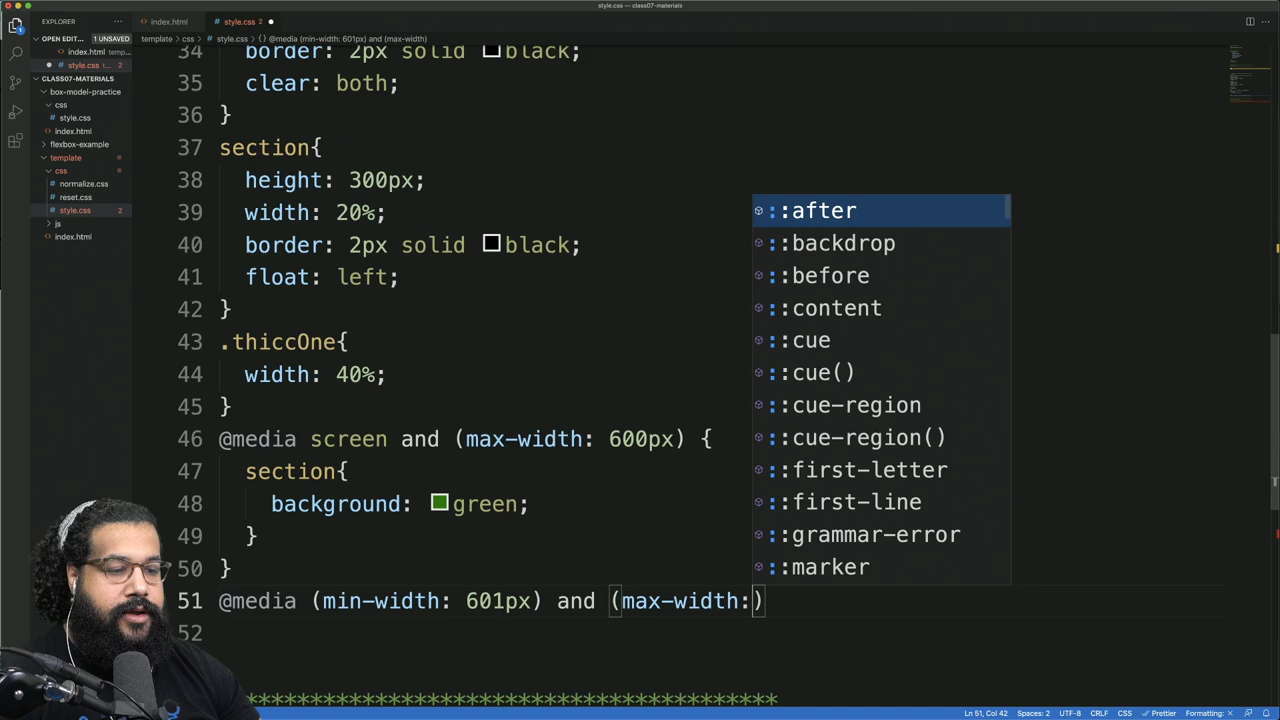 style.css — class07-materials
EXPLORER
index.html
style.css 2
OPEN EDIT... 1 UNSAVED
template > css > style.css > {} @media (min-width: 601px) and (max-width)
index.html temp...
style.css t... 2
CLASS07-MATERIALS
box-model-practice
css
style.css
index.html
flexbox-example
template
css
normalize.css
reset.css
style.css 2
js
index.html
34 border: 2px solid black;
35 clear: both;
36 }
37 section{
38 height: 300px;
39 width: 20%;
40 border: 2px solid black;
41 float: left;
42 }
43 .thiccOne{
44 width: 40%;
45 }
46 @media screen and (max-width: 600px) {
47 section{
48 background: green;
49 }
50 }
51 @media (min-width: 601px) and (max-width:)
52
*****************************************
::after
::backdrop
::before
::content
::cue
::cue()
::cue-region
::cue-region()
::first-letter
::first-line
::grammar-error
::marker
Ln 51, Col 42 Spaces: 2 UTF-8 CRLF CSS Prettier Formatting: ×